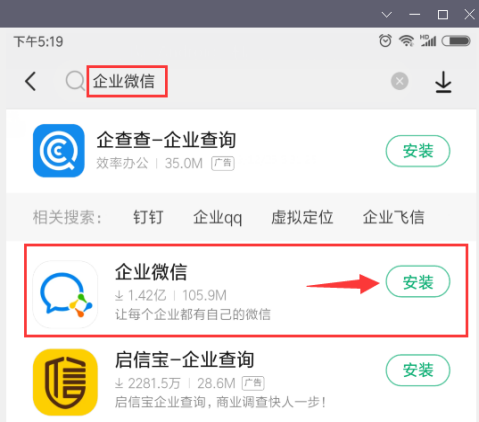 下午5:19
HD
企业微信
企查查-企业查询
效率办公 | 35.0M 广告
安装
相关搜索: 钉钉 企业qq 虚拟定位 企业飞信
企业微信
1.42亿 | 105.9M
让每个企业都有自己的微信
安装
启信宝-企业查询
2281.5万 | 28.6M 广告
启信宝企业查询，商业调查快人一步！
安装